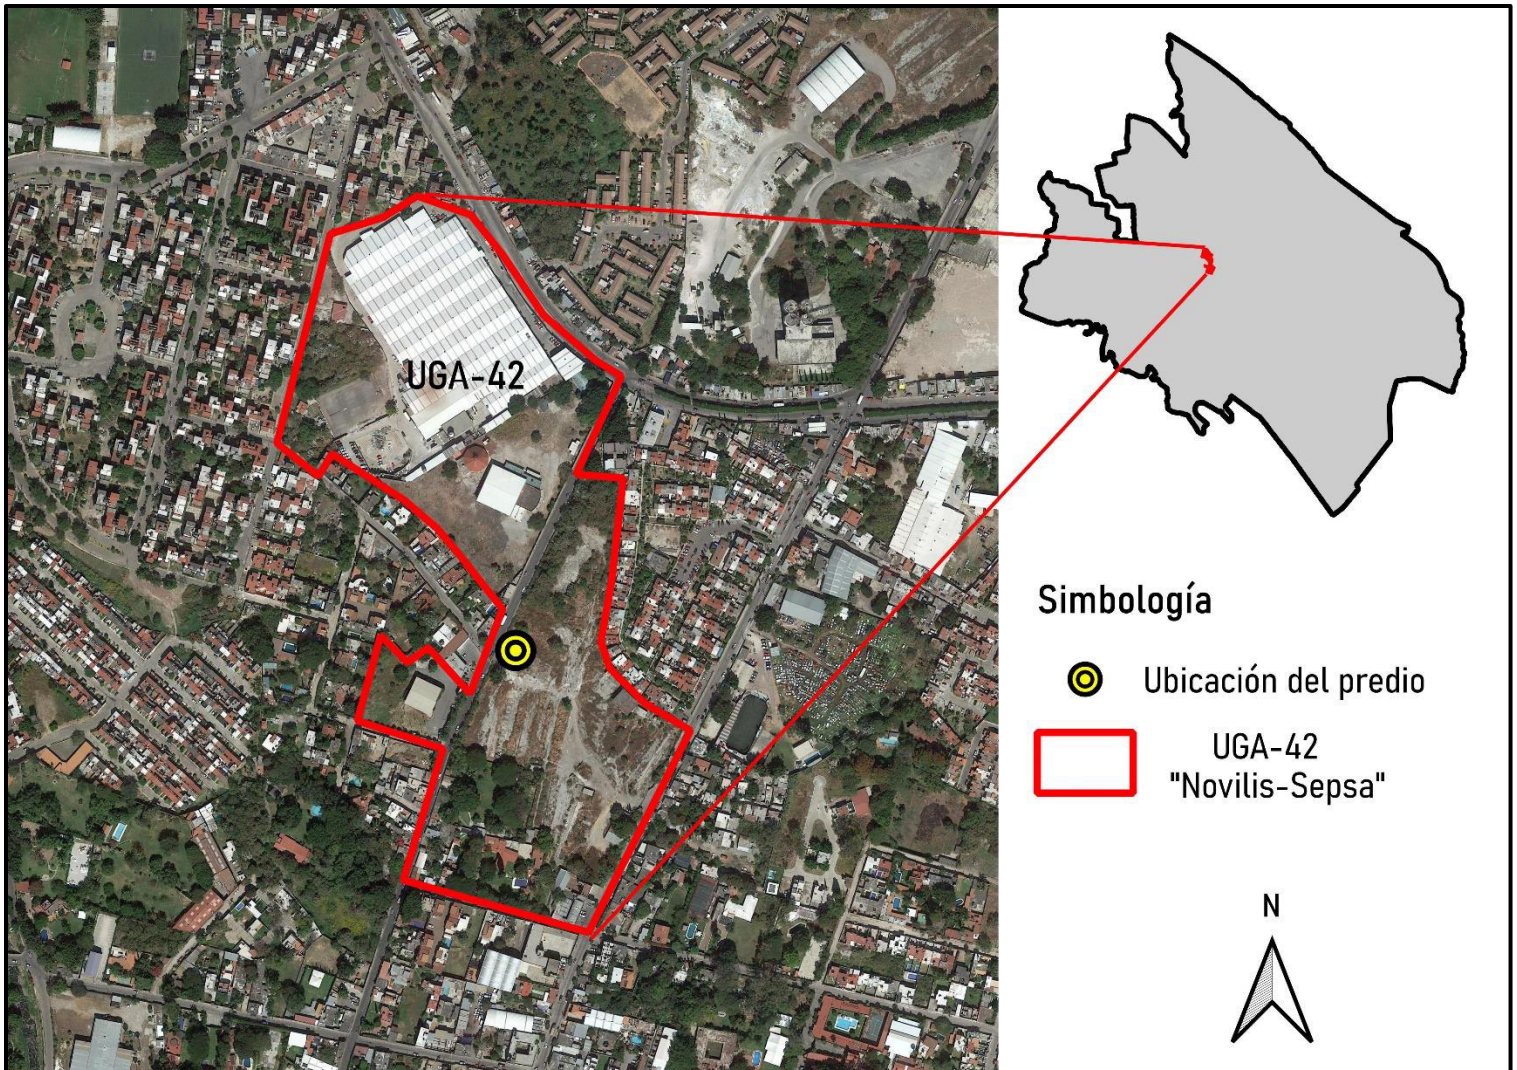 UGA-42
Simbología
Ubicación del predio
UGA-42
"Novilis-Sepsa"
N